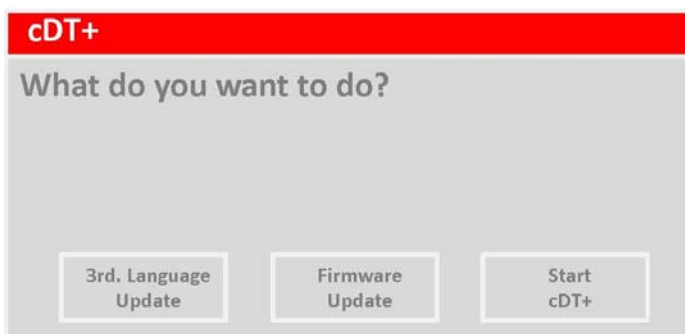 cDT+
What do you want to do?
3rd. Language
Update
Firmware
Update
Start
cDT+